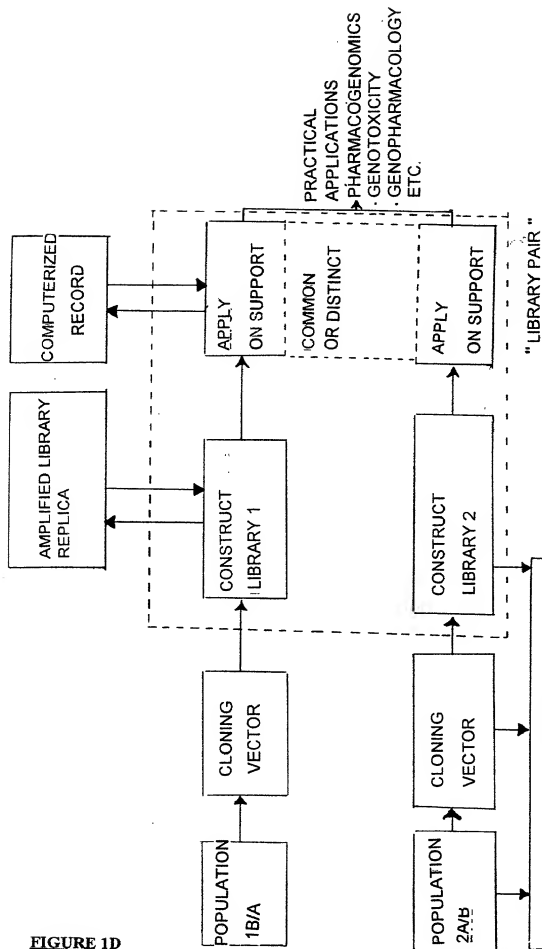 COMPUTERIZED
RECORD
AMPLIFIED LIBRARY
REPLICA
PRACTICAL
APPLICATIONS
PHARMACOGENOMICS
· GENOTOXICITY
· GENOPHARMACOLOGY
ETC.
POPULATION
1B/A
CLONING
VECTOR
CONSTRUCT
LIBRARY 1
APPLY
ON SUPPORT
COMMON
OR DISTINCT
POPULATION
2A/B
CLONING
VECTOR
CONSTRUCT
LIBRARY 2
APPLY
ON SUPPORT
" LIBRARY PAIR "
FIGURE 1D